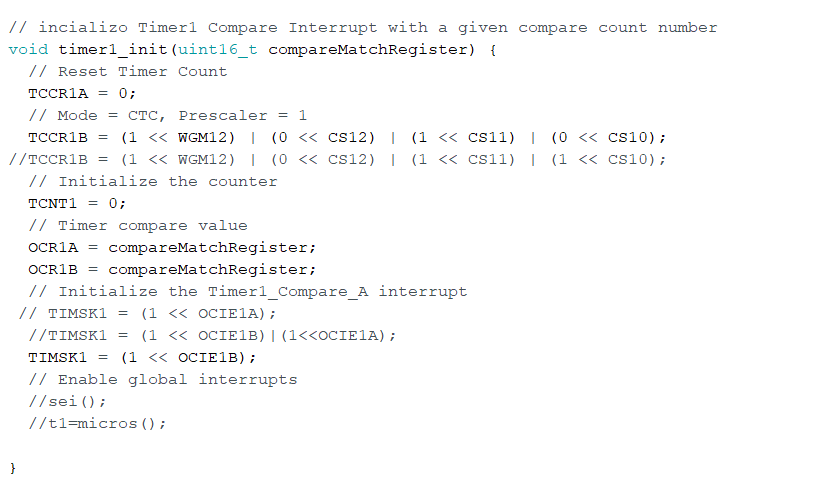 // incializo Timer1 Compare Interrupt with a given compare count number
void timer1_init(uint16_t compareMatchRegister) {
  // Reset Timer Count
  TCCR1A = 0;
  // Mode = CTC, Prescaler = 1
  TCCR1B = (1 << WGM12) | (0 << CS12) | (1 << CS11) | (0 << CS10);
//TCCR1B = (1 << WGM12) | (0 << CS12) | (1 << CS11) | (1 << CS10);
  // Initialize the counter
  TCNT1 = 0;
  // Timer compare value
  OCR1A = compareMatchRegister;
  OCR1B = compareMatchRegister;
  // Initialize the Timer1_Compare_A interrupt
 // TIMSK1 = (1 << OCIE1A);
  //TIMSK1 = (1 << OCIE1B)|(1<<OCIE1A);
  TIMSK1 = (1 << OCIE1B);
  // Enable global interrupts
  //sei();
  //t1=micros();
}